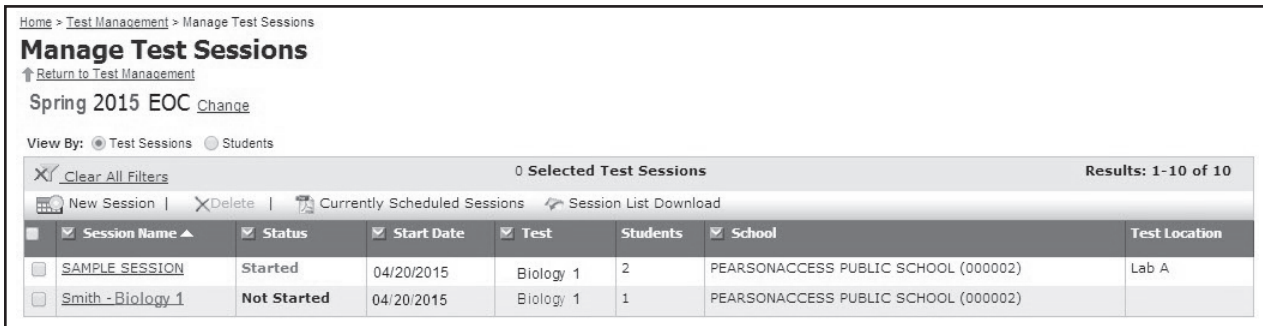 Home > Test Management > Manage Test Sessions
Manage Test Sessions
Return to Test Management
Spring 2015 EOC Change
View By: Test Sessions Students
Clear All Filters 0 Selected Test Sessions Results: 1-10 of 10
New Session | Delete | Currently Scheduled Sessions Session List Download
Session Name Status Start Date Test Students School Test Location
SAMPLE SESSION Started 04/20/2015 Biology 1 2 PEARSONACCESS PUBLIC SCHOOL (000002) Lab A
Smith - Biology 1 Not Started 04/20/2015 Biology 1 1 PEARSONACCESS PUBLIC SCHOOL (000002)